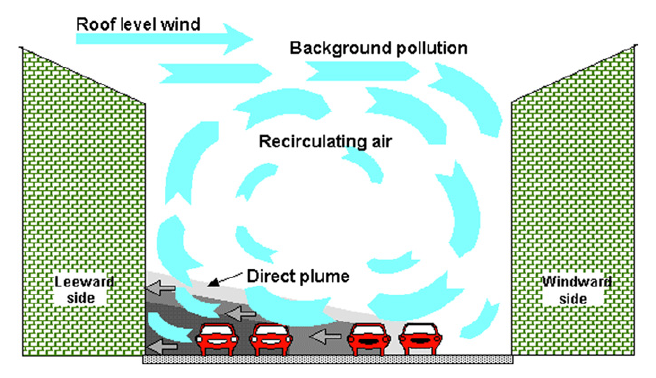 Roof level wind
Background pollution
Recirculating air
Direct plume
Leeward
side
Windward
side